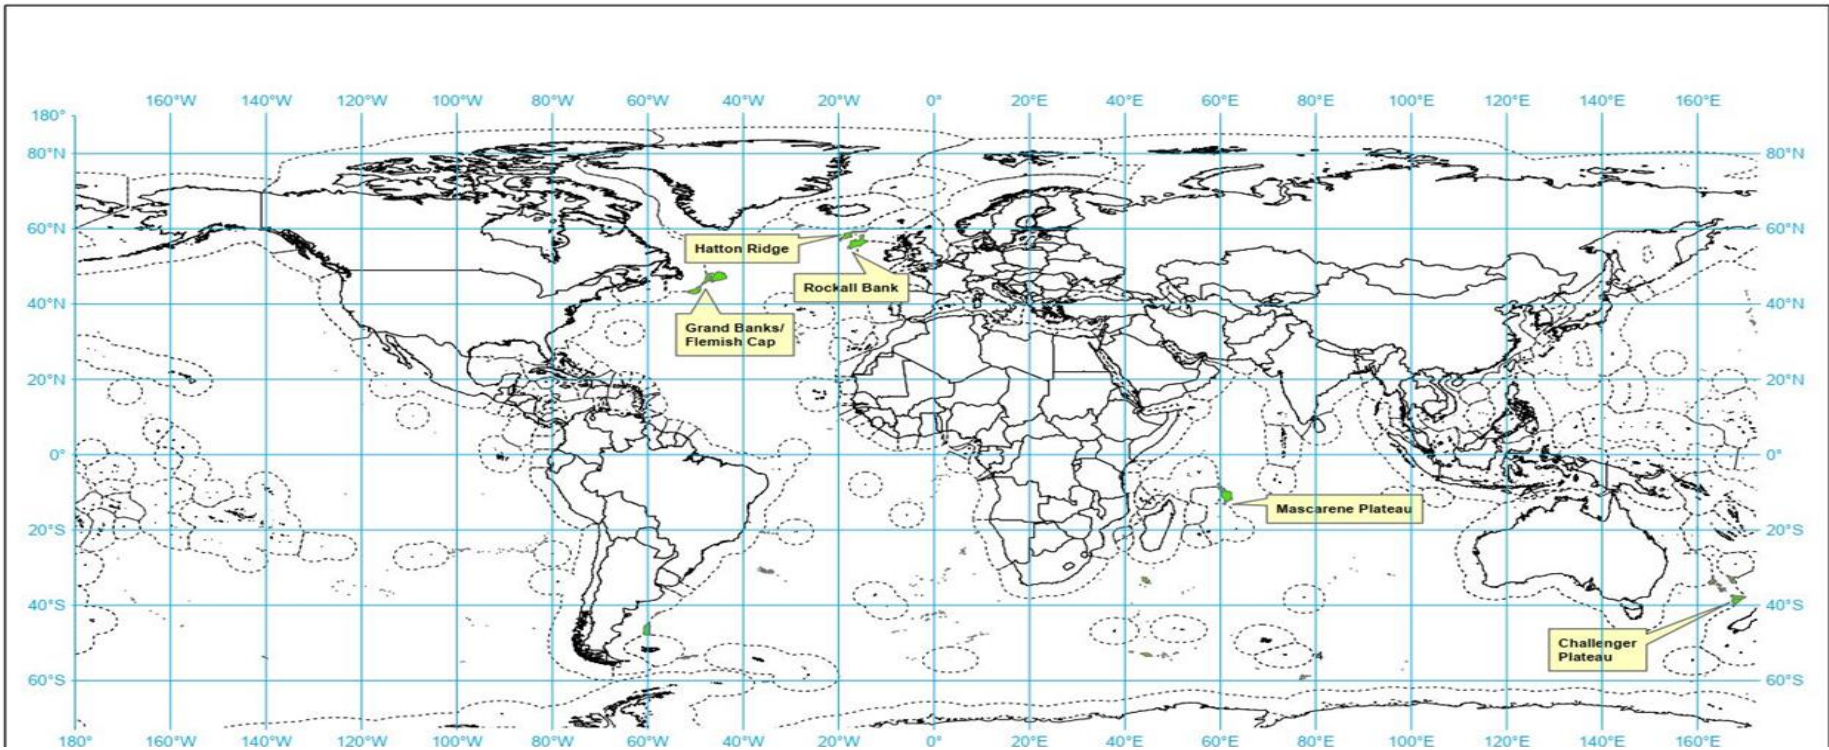 160°W 140°W 120°W 100°W 80°W 60°W 40°W 20°W 0° 20°E 40°E 60°E 80°E 100°E 120°E 140°E 160°E
180°
80°N 80°N
60°N 60°N
Hatton Ridge
Rockall Bank
40°N 40°N
Grand Banks/
Flemish Cap
20°N 20°N
0° 0°
Mascarene Plateau
20°S 20°S
40°S 40°S
Challenger
Plateau
4
60°S 60°S
180° 160°W 140°W 120°W 100°W 80°W 60°W 40°W 20°W 0° 20°E 40°E 60°E 80°E 100°E 120°E 140°E 160°E